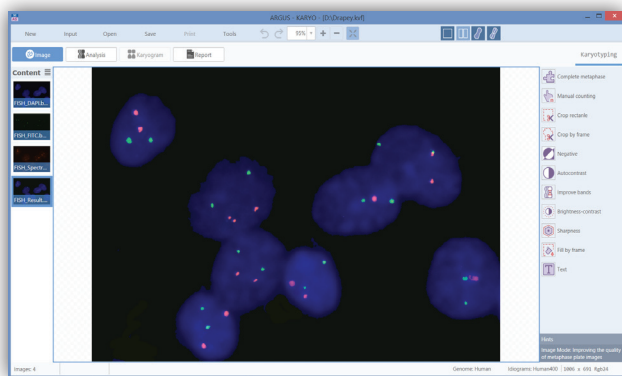 ARGUS - KARYO - [D:\Drapey.ksf]
New Input Open Save Print Tools 80%
Image Analysis Karyogram Report Karyotyping
Content
FISH_DAPI.b...
FISH_FITC.b...
FISH_Spectr...
FISH_Result...
Complete metaphase
Manual counting
Crop rectangle
Crop by frame
Negative
Autocontrast
Improve bands
Brightness-contrast
Sharpness
Fill by frame
T Text
Hints
Image Mode: Improving the quality
of metaphase plate images
Images: 4 Genome: Human Idiograms: Human400 1006 x 691 Rgb24